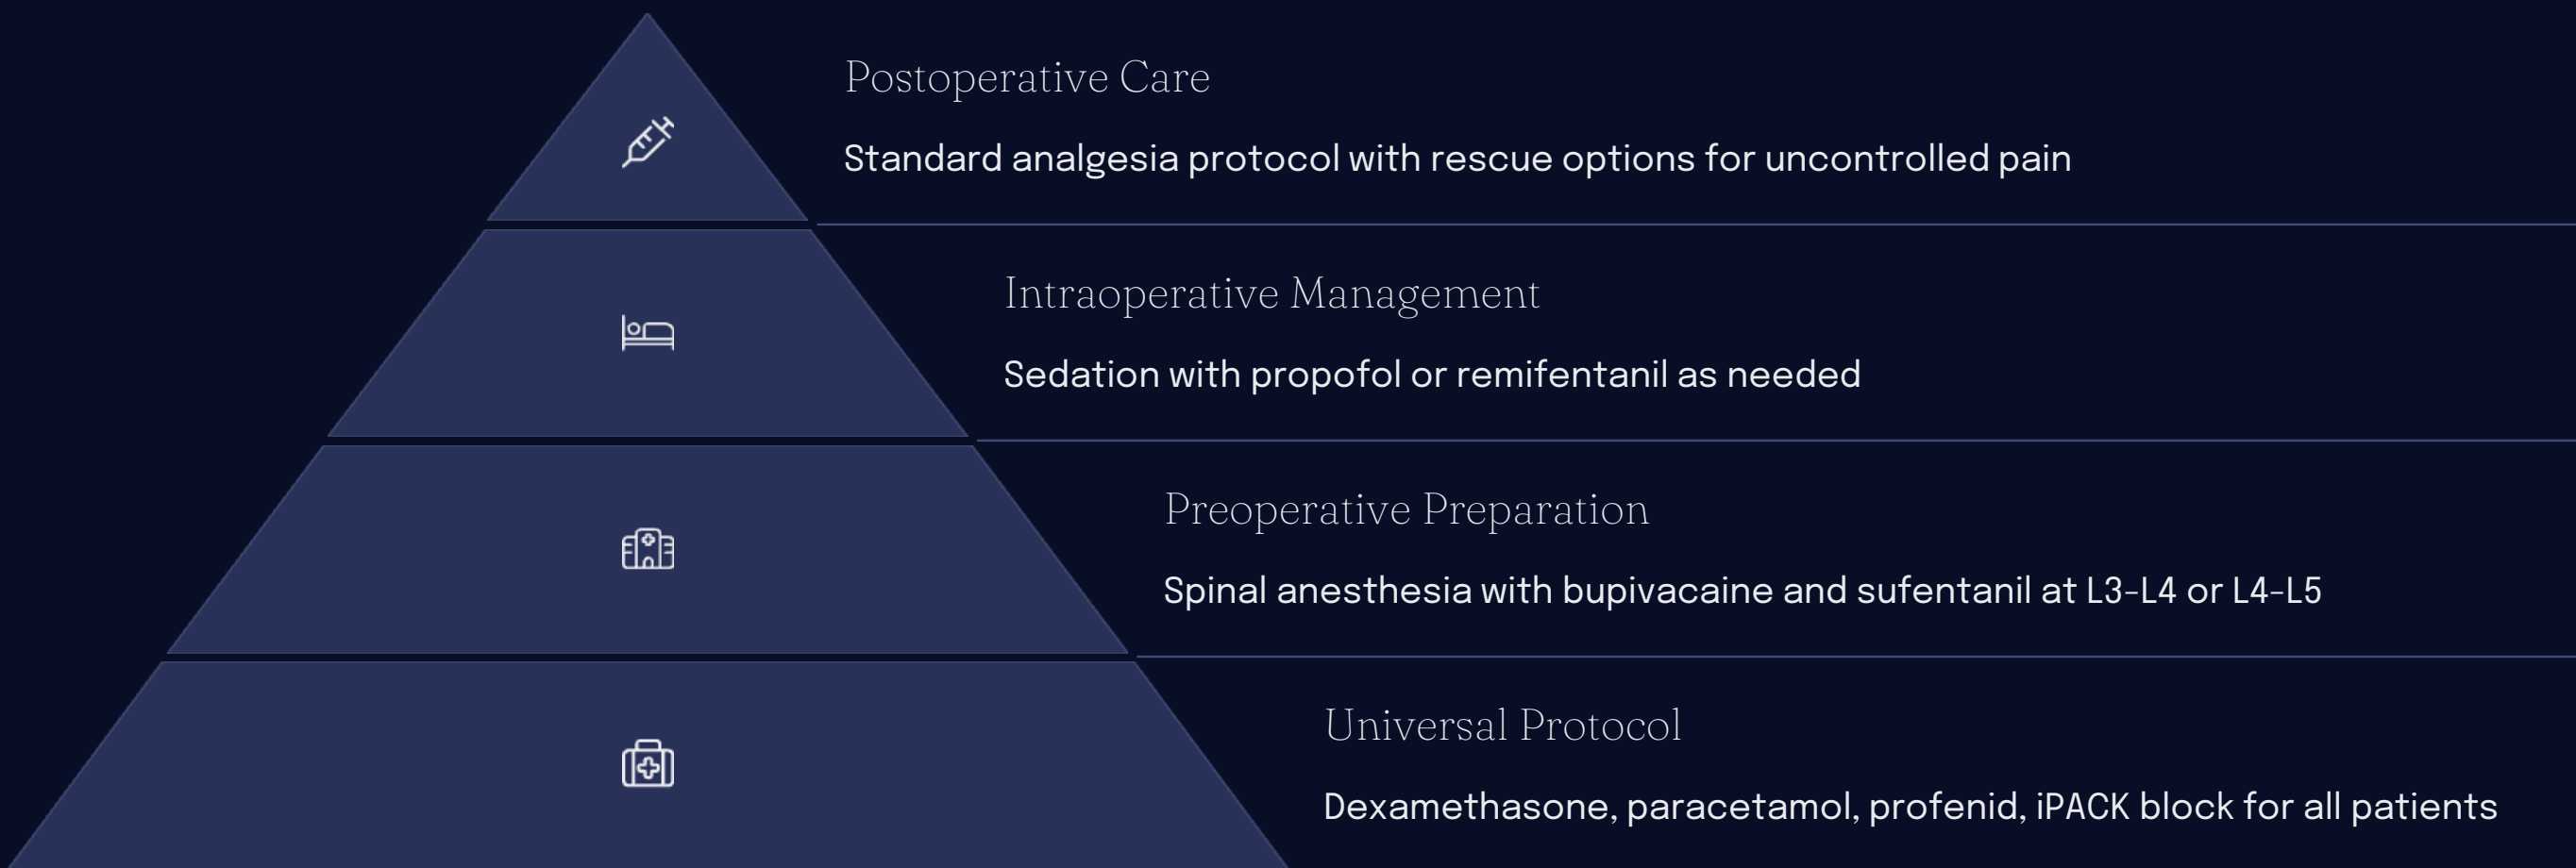 Postoperative Care
Standard analgesia protocol with rescue options for uncontrolled pain
Intraoperative Management
Sedation with propofol or remifentanil as needed
Preoperative Preparation
Spinal anesthesia with bupivacaine and sufentanil at L3-L4 or L4-L5
Universal Protocol
Dexamethasone, paracetamol, profenid, iPACK block for all patients